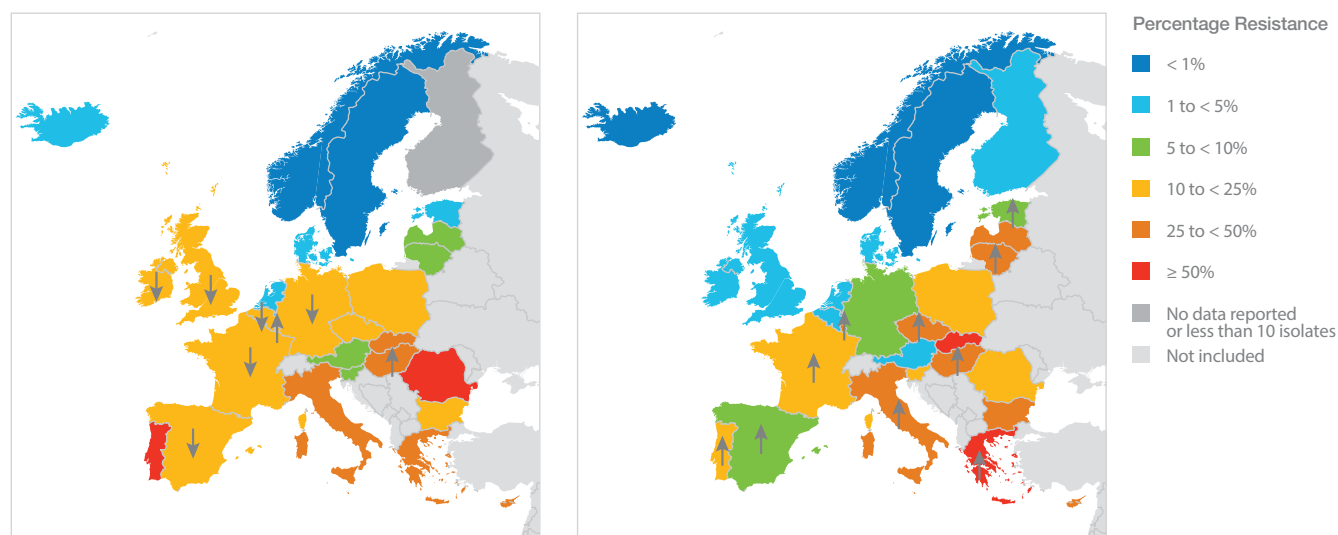 Percentage Resistance
< 1%
1 to < 5%
5 to < 10%
10 to < 25%
25 to < 50%
≥ 50%
No data reported
or less than 10 isolates
Not included